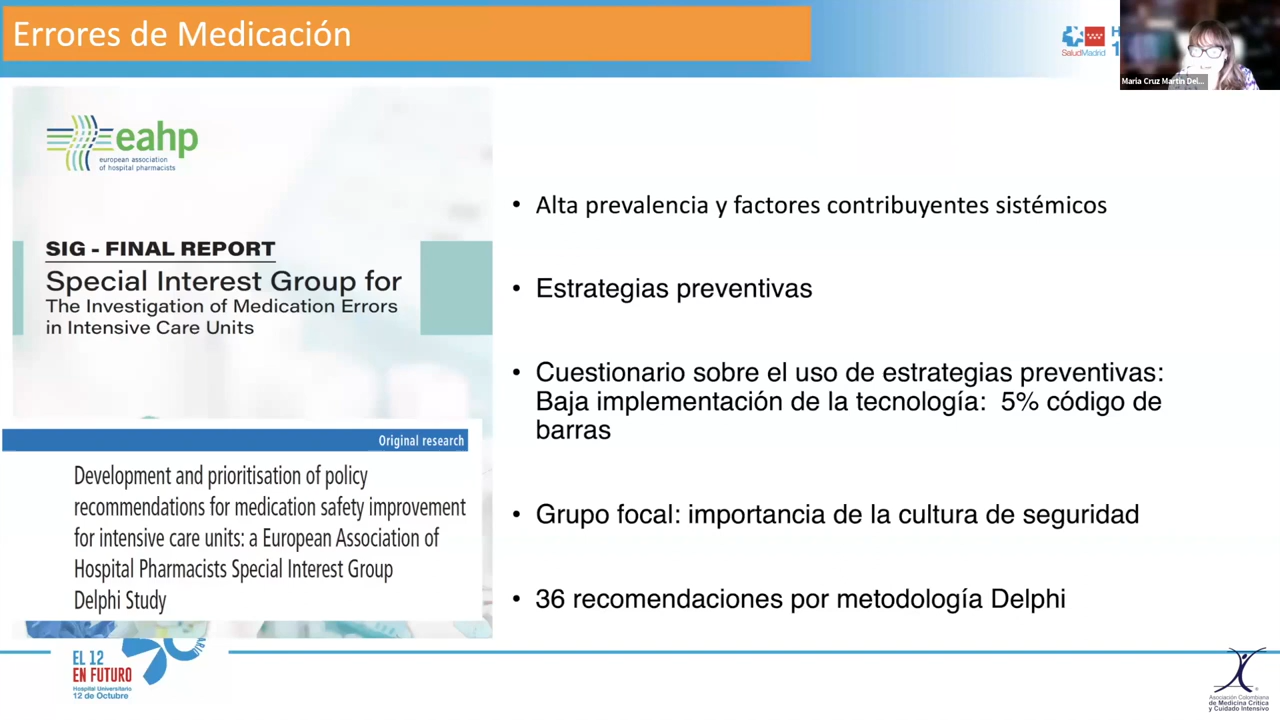 Errores de Medicación
SaludMadrid
H
1
Maria Cruz Martin Del...
eahp
european association
of hospital pharmacists
SIG - FINAL REPORT
Special Interest Group for
The Investigation of Medication Errors
in Intensive Care Units
Original research
Development and prioritisation of policy
recommendations for medication safety improvement
for intensive care units: a European Association of
Hospital Pharmacists Special Interest Group
Delphi Study
• Alta prevalencia y factores contribuyentes sistémicos
• Estrategias preventivas
• Cuestionario sobre el uso de estrategias preventivas:
Baja implementación de la tecnología: 5% código de
barras
• Grupo focal: importancia de la cultura de seguridad
• 36 recomendaciones por metodología Delphi
EL 12
EN FUTURO
Hospital Universitario
12 de Octubre
Asociación Colombiana
de Medicina Crítica
y Cuidado Intensivo